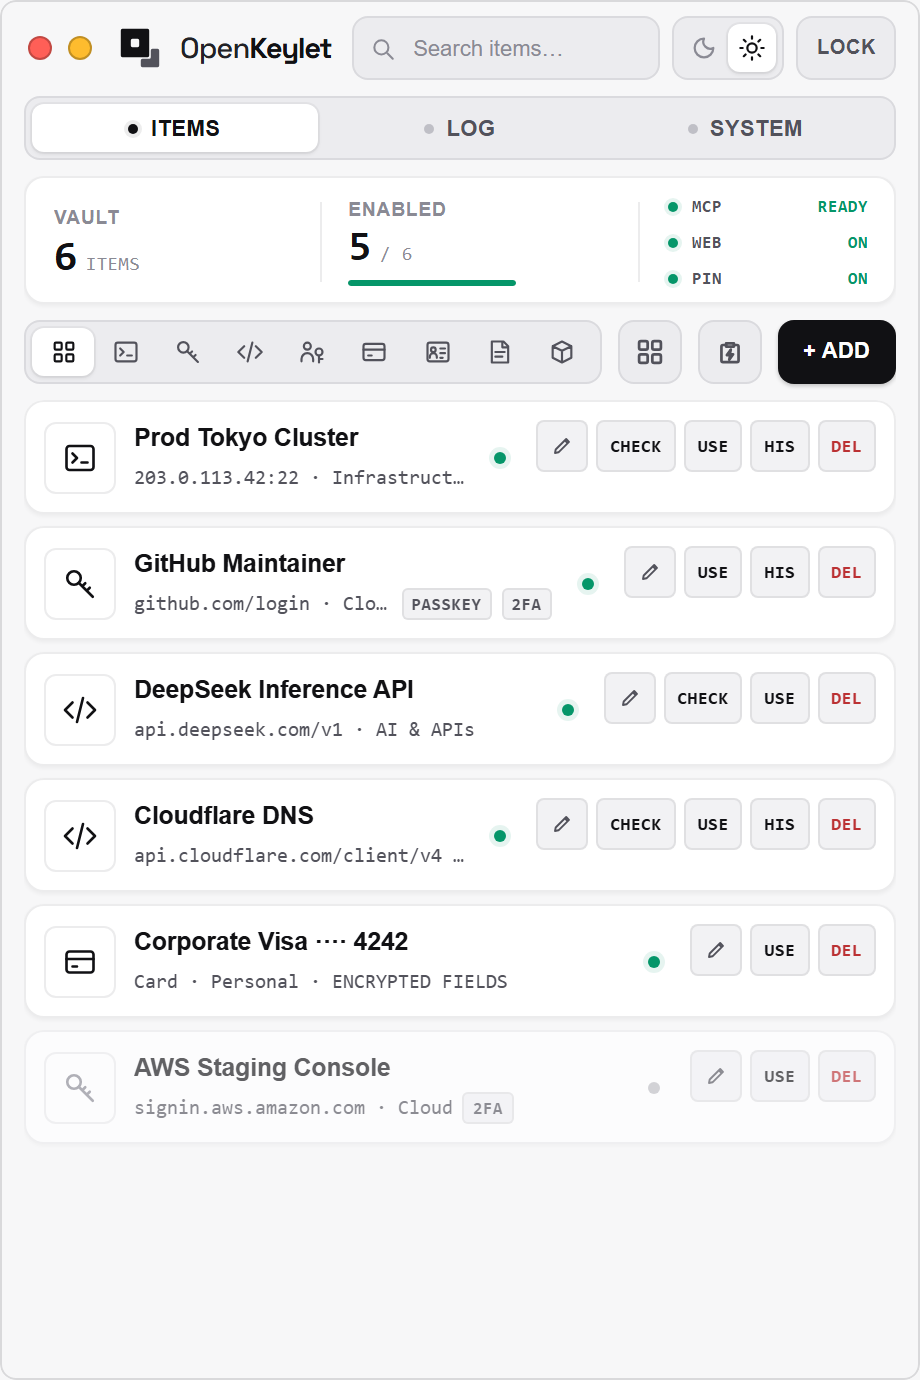 OpenKeylet
Search items...
LOCK
ITEMS
LOG
SYSTEM
VAULT
6 ITEMS
ENABLED
5 / 6
MCP READY
WEB ON
PIN ON
+ ADD
Prod Tokyo Cluster
203.0.113.42:22 · Infrastruct…
CHECK USE HIS DEL
GitHub Maintainer
github.com/login · Clo… PASSKEY 2FA
USE HIS DEL
DeepSeek Inference API
api.deepseek.com/v1 · AI & APIs
CHECK USE DEL
Cloudflare DNS
api.cloudflare.com/client/v4 …
CHECK USE HIS DEL
Corporate Visa ···· 4242
Card · Personal · ENCRYPTED FIELDS
USE DEL
AWS Staging Console
signin.aws.amazon.com · Cloud 2FA
USE DEL